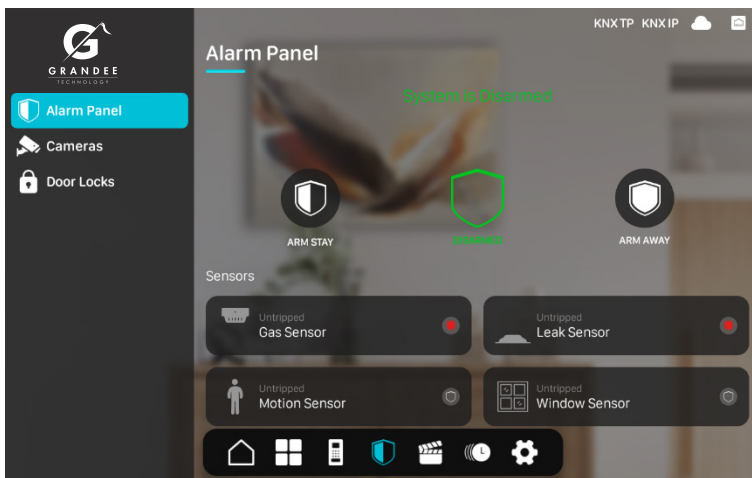 KNX TP KNX IP
GRANDEE
TECHNOLOGY
Alarm Panel
Cameras
Door Locks
Alarm Panel
System is Disarmed
ARM STAY
ARM AWAY
Sensors
Untripped
Gas Sensor
Untripped
Leak Sensor
Untripped
Motion Sensor
Untripped
Window Sensor